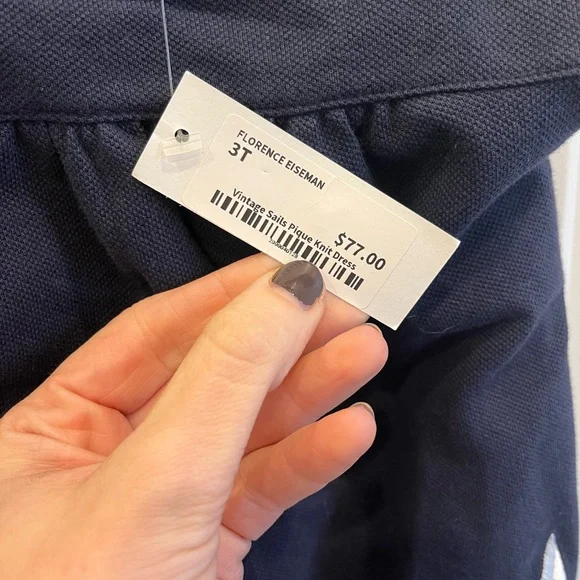 FLORENCE EISEMAN
3T
$77.00
Vintage Sails Pique Knit Dress